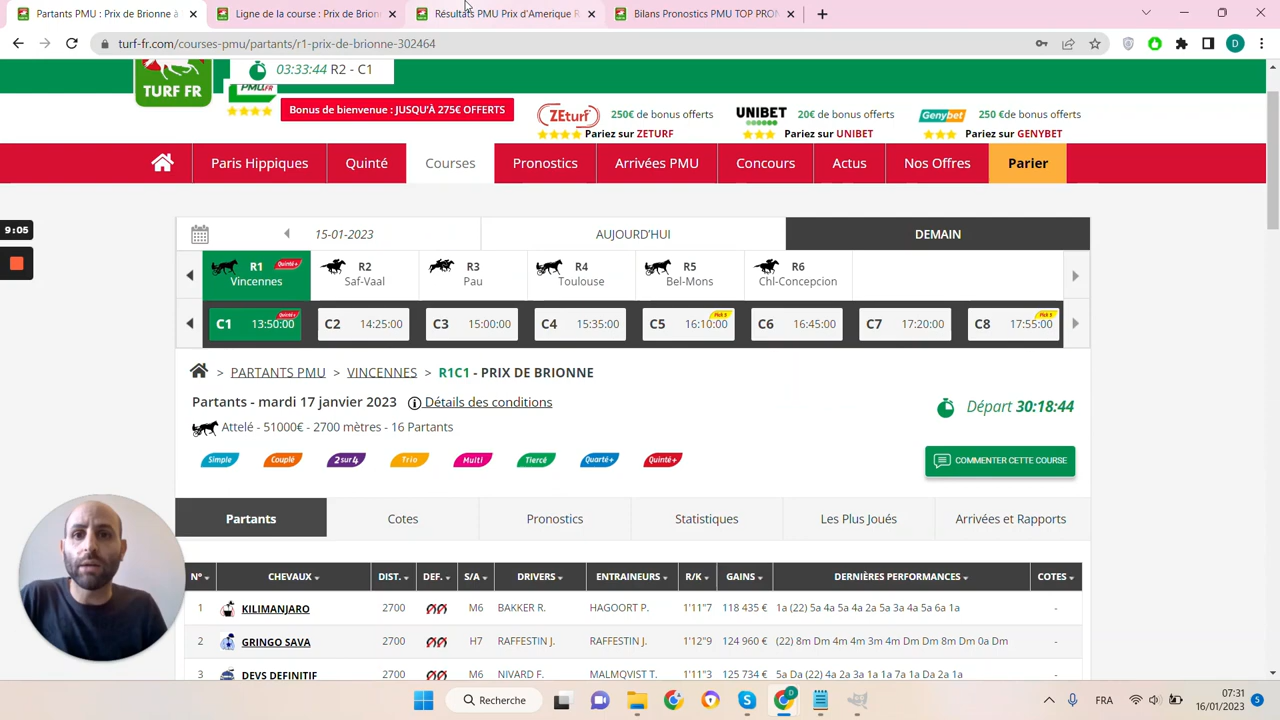 Partants PMU : Prix de Brionne à
Ligne de la course : Prix de Brion
Résultats PMU Prix d'Amerique R
Bilans Pronostics PMU TOP PRON
turf-fr.com/courses-pmu/partants/r1-prix-de-brionne-302464
D
TURF FR
03:33:44 R2 - C1
PMU.FR
Bonus de bienvenue : JUSQU'À 275€ OFFERTS
ZEturf
250€ de bonus offerts
Pariez sur ZETURF
UNIBET
20€ de bonus offerts
Pariez sur UNIBET
Genybet
250 € de bonus offerts
Pariez sur GENYBET
Paris Hippiques
Quinté
Courses
Pronostics
Arrivées PMU
Concours
Actus
Nos Offres
Parier
9:05
15-01-2023
AUJOURD'HUI
DEMAIN
R1 Quinté+
Vincennes
R2
Saf-Vaal
R3
Pau
R4
Toulouse
R5
Bel-Mons
R6
Chl-Concepcion
C1 13:50:00 Quinté+
C2 14:25:00
C3 15:00:00
C4 15:35:00
C5 16:10:00 Pick 5
C6 16:45:00
C7 17:20:00
C8 17:55:00 Pick 5
> PARTANTS PMU > VINCENNES > R1C1 - PRIX DE BRIONNE
Partants - mardi 17 janvier 2023 Détails des conditions
Départ 30:18:44
Attelé - 51000€ - 2700 mètres - 16 Partants
Simple Couplé 2sur4 Trio Multi Tiercé Quarté+ Quinté+
COMMENTER CETTE COURSE
Partants Cotes Pronostics Statistiques Les Plus Joués Arrivées et Rapports
N° CHEVAUX DIST. DEF. S/A DRIVERS ENTRAINEURS R/K GAINS DERNIÈRES PERFORMANCES COTES
1 KILIMANJARO 2700 M6 BAKKER R. HAGOORT P. 1'11"7 118 435 € 1a (22) 5a 4a 5a 4a 2a 5a 3a 4a 5a 6a 1a -
2 GRINGO SAVA 2700 H7 RAFFESTIN J. RAFFESTIN J. 1'12"9 124 960 € (22) 8m Dm 4m 4m 3m 4m Dm Dm 8m Dm 0a Dm -
3 DEVS DEFINITIF 2700 M6 NIVARD F. MALMQVIST T. 1'11"3 125 734 € 5a Da (22) 4a 2a 3a 1a 1a 7a 1a Da 2a 1a -
Recherche
D
FRA
07:31
16/01/2023
5